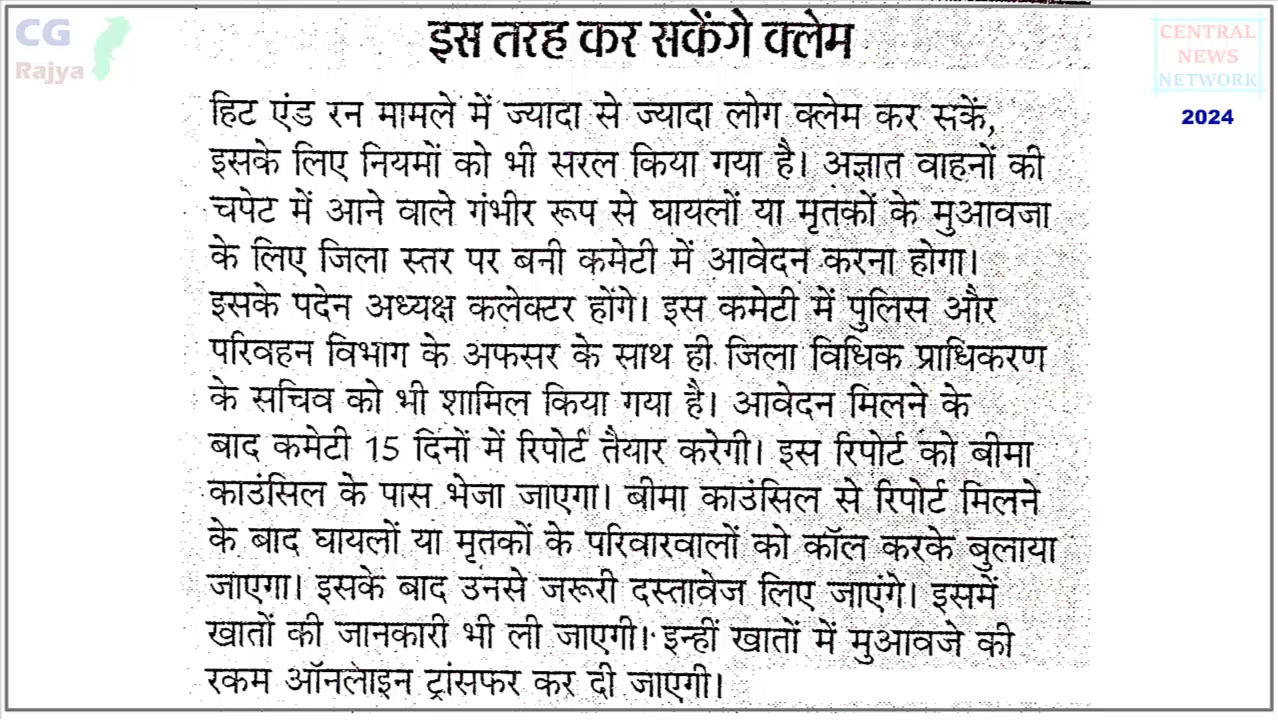 CG
Rajya
इस तरह कर सकेंगे क्लेम
CENTRAL
NEWS
NETWORK
2024
हिट एंड रन मामले में ज्यादा से ज्यादा लोग क्लेम कर सकें,
इसके लिए नियमों को भी सरल किया गया है। अज्ञात वाहनों की
चपेट में आने वाले गंभीर रूप से घायलों या मृतकों के मुआवजा
के लिए जिला स्तर पर बनी कमेटी में आवेदन करना होगा।
इसके पदेन अध्यक्ष कलेक्टर होंगे। इस कमेटी में पुलिस और
परिवहन विभाग के अफसर के साथ ही जिला विधिक प्राधिकरण
के सचिव को भी शामिल किया गया है। आवेदन मिलने के
बाद कमेटी 15 दिनों में रिपोर्ट तैयार करेगी। इस रिपोर्ट को बीमा
काउंसिल के पास भेजा जाएगा। बीमा काउंसिल से रिपोर्ट मिलने
के बाद घायलों या मृतकों के परिवारवालों को कॉल करके बुलाया
जाएगा। इसके बाद उनसे जरूरी दस्तावेज लिए जाएंगे। इसमें
खातों की जानकारी भी ली जाएगी। इन्हीं खातों में मुआवजे की
रकम ऑनलाइन ट्रांसफर कर दी जाएगी।